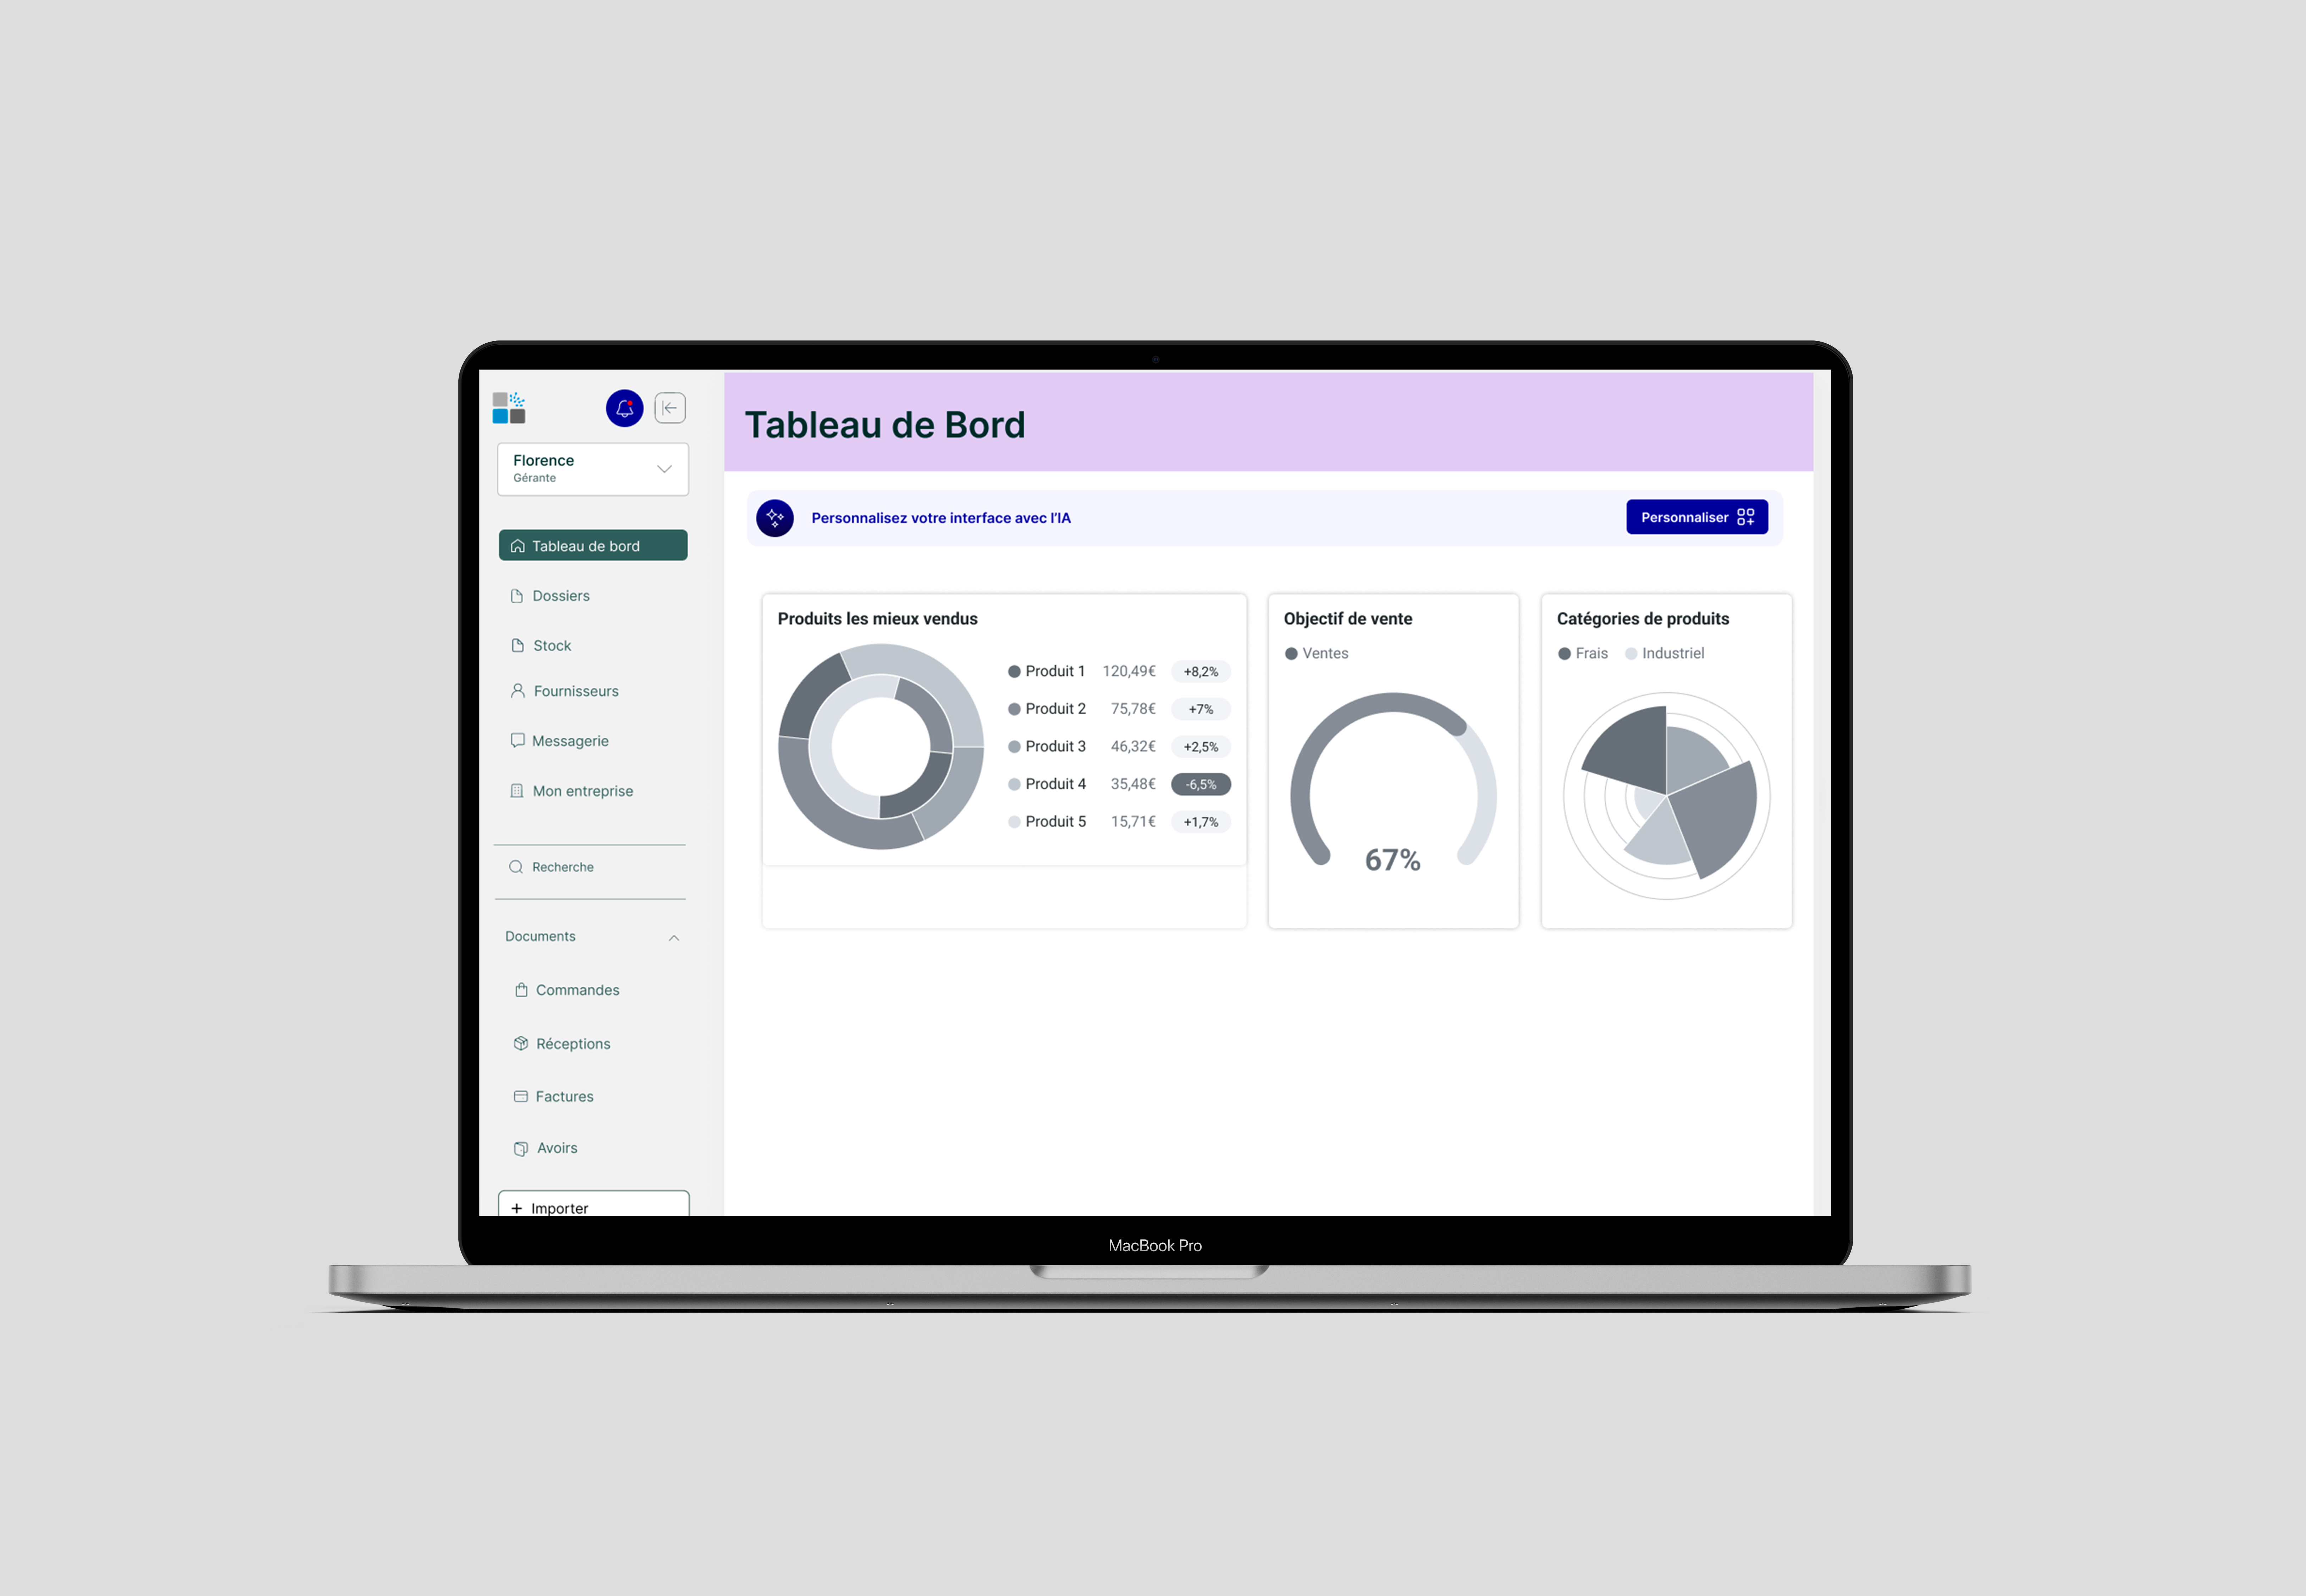 Florence
Gérante
Tableau de bord
Dossiers
Stock
Fournisseurs
Messagerie
Mon entreprise
Recherche
Documents
Commandes
Réceptions
Factures
Avoirs
+ Importer
Tableau de Bord
Personnalisez votre interface avec l'IA
Personnaliser
Produits les mieux vendus
Produit 1 120,49€ +8,2%
Produit 2 75,78€ +7%
Produit 3 46,32€ +2,5%
Produit 4 35,48€ -6,5%
Produit 5 15,71€ +1,7%
Objectif de vente
Ventes
67%
Catégories de produits
Frais Industriel
MacBook Pro